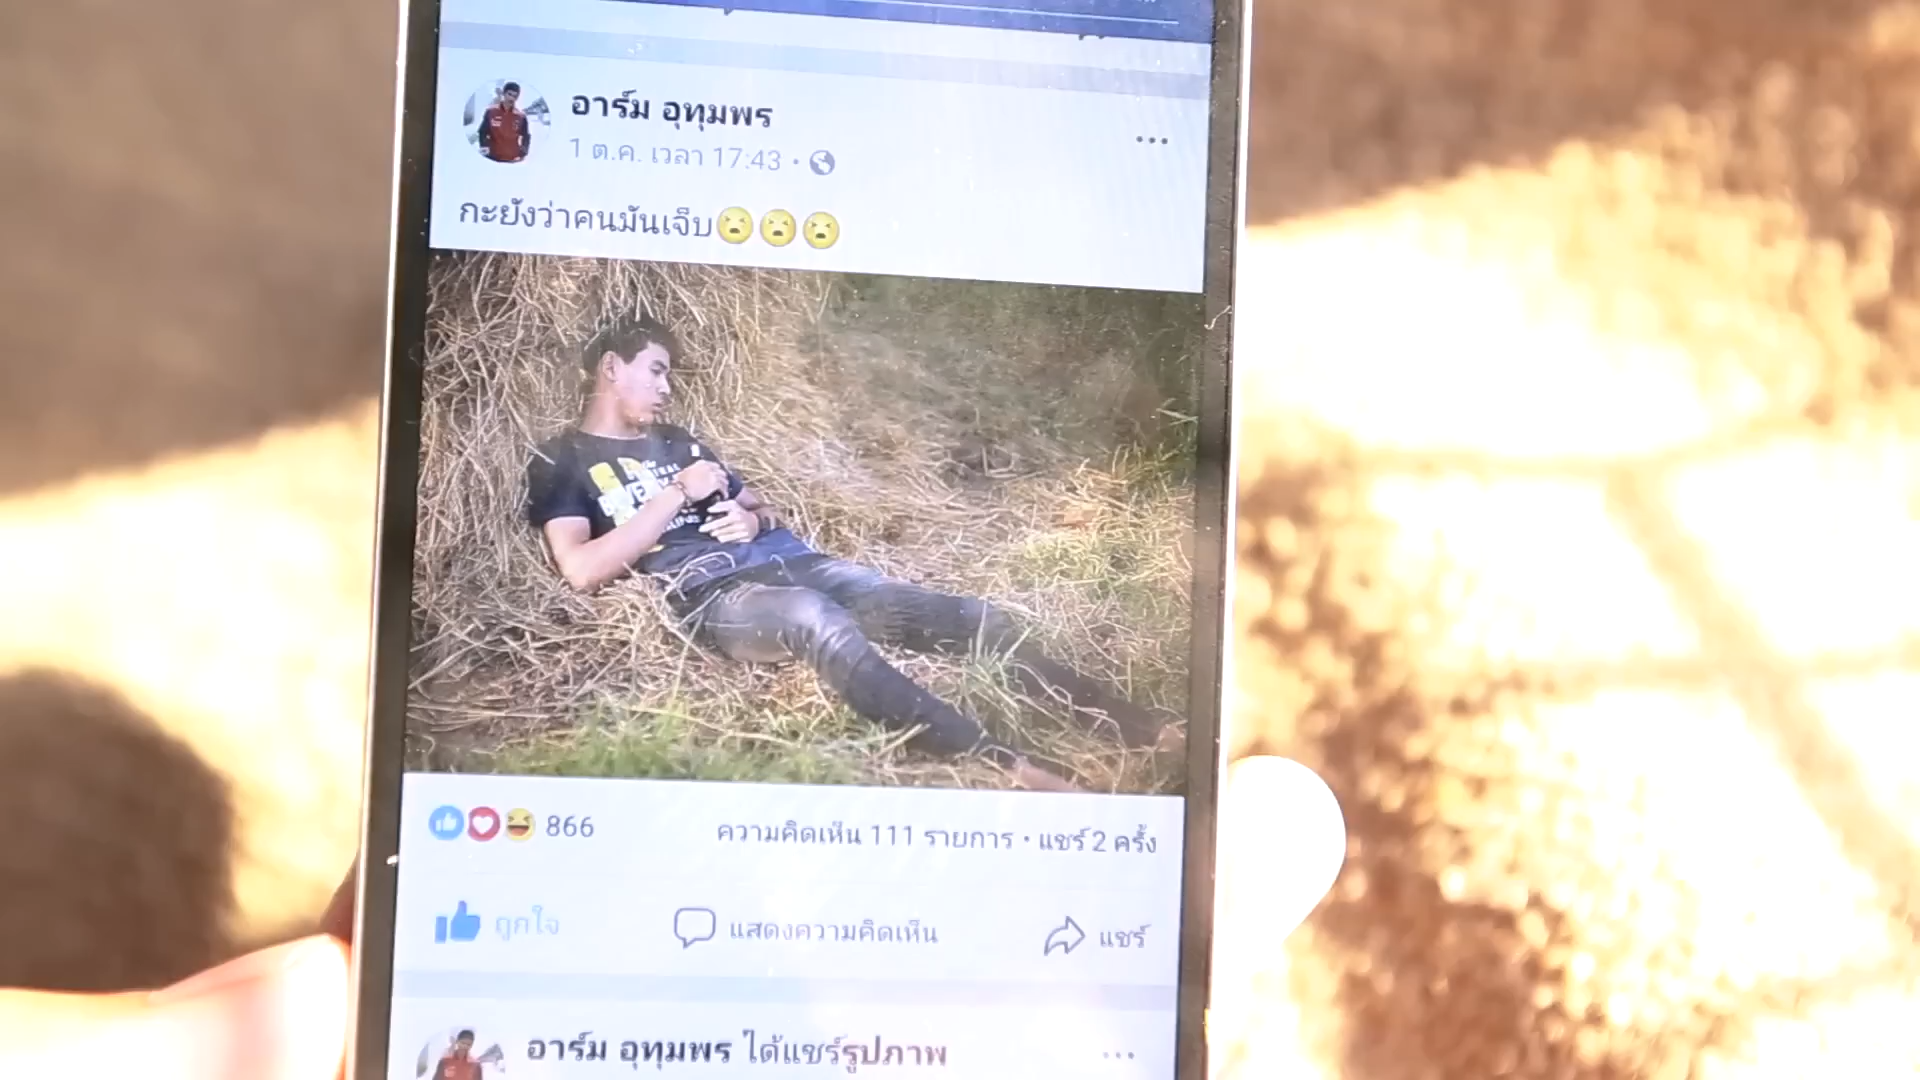 อาร์ม อุทุมพร
1 ต.ค. เวลา 17:43
กะยังว่าคนมันเจ็บ😫😫😫
866
ความคิดเห็น 111 รายการ • แชร์ 2 ครั้ง
ถูกใจ
แสดงความคิดเห็น
แชร์
อาร์ม อุทุมพร ได้แชร์รูปภาพ